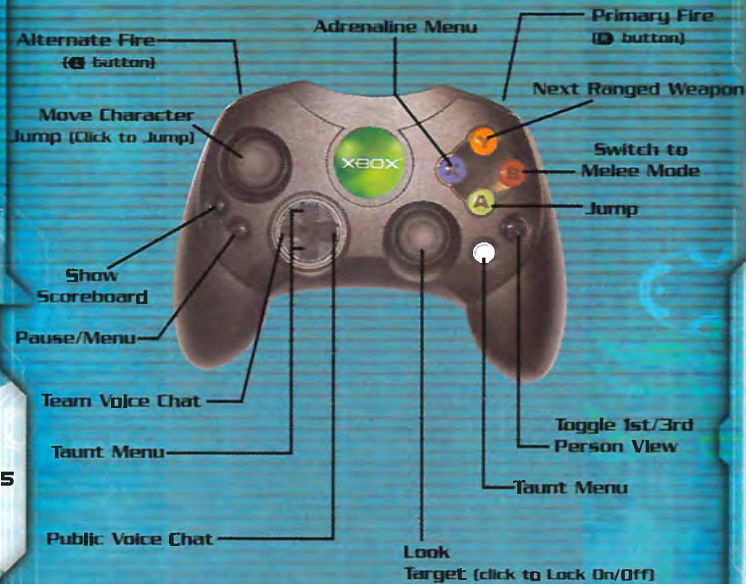 Alternate Fire
(L button)
Adrenaline Menu
Primary Fire
(R button)
Next Ranged Weapon
Move Character
Jump (Click to Jump)
Switch to
Melee Mode
Jump
XBOX
Y
X
B
A
Show
Scoreboard
Pause/Menu
Team Voice Chat
Taunt Menu
5
Public Voice Chat
Toggle 1st/3rd
Person View
Taunt Menu
Look
Target (click to Lock On/Off)